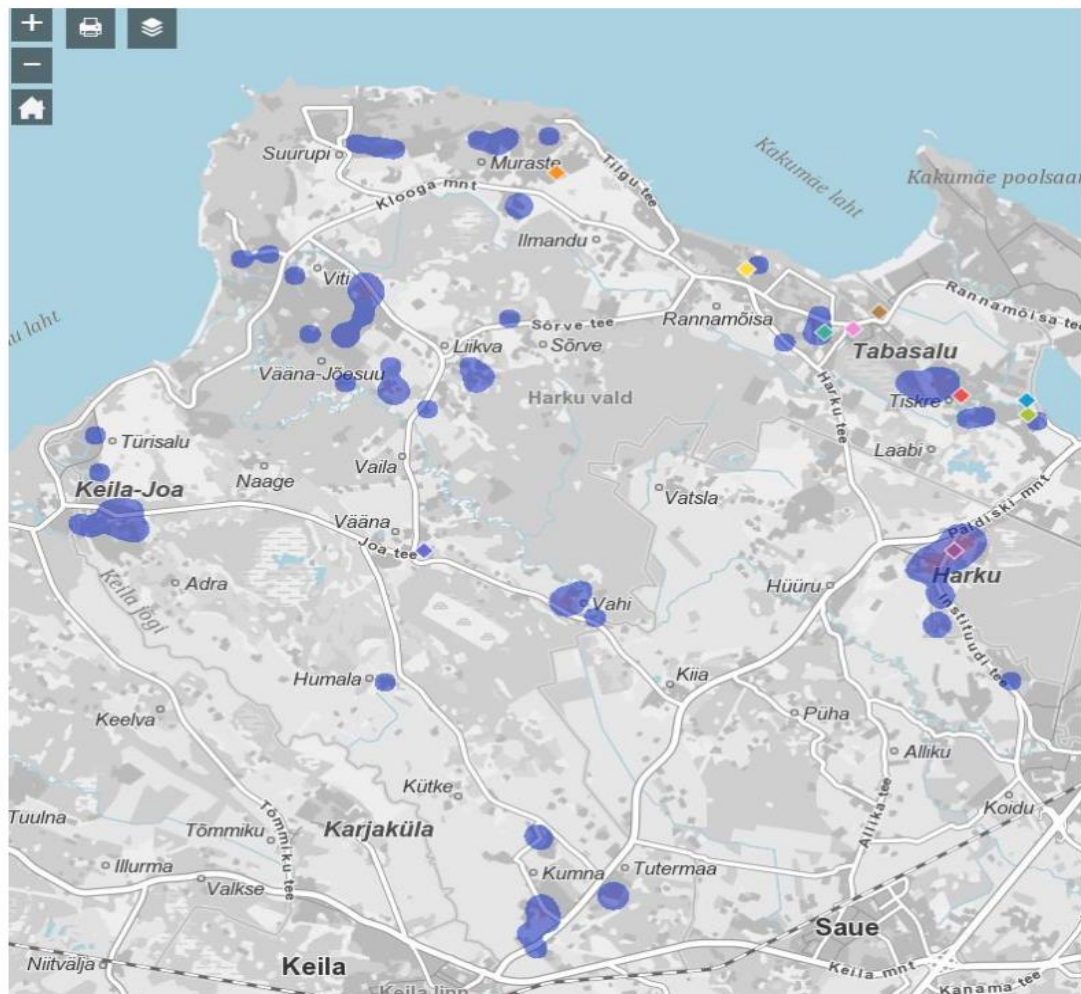 Suurupi
Muraste
Tilgu tee
Kakumäe laht
Kakumäe poolsaar
Klooga mnt
Ilmandu
Viti
Rannamõisa
Rannamõisa tee
Sõrve tee
Liikva
Sõrve
Tabasalu
Vääna-Jõesuu
Harku vald
Harku tee
Tiskre
u laht
Türisalu
Laabi
Vaila
Naage
Keila-Joa
Vatsla
Paldiski mnt
Vääna
Joa tee
Adra
Keila jõgi
Hüüru
Harku
Vahi
Instituudi tee
Humala
Kiia
Keelva
Püha
Alliku
Kütke
Koidu
Tuulna
Tõmmiku
Tõmmiku tee
Karjaküla
Allika tee
Illurma
Valkse
Kumna
Tutermaa
Saue
Niitvälja
Keila
Keila mnt
Keila linn
Kanama tee